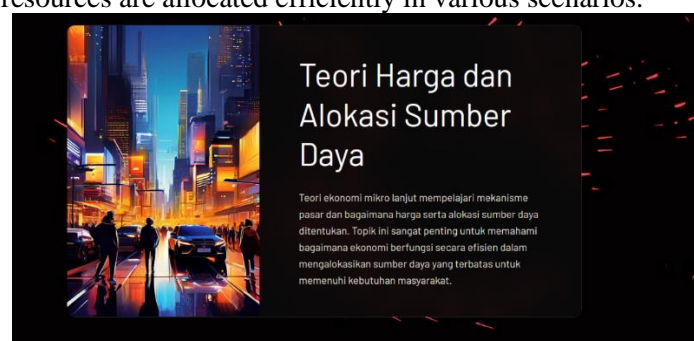 resources are allocated efficiently in various scenarios.
Teori Harga dan
Alokasi Sumber
Daya
Teori ekonomi mikro lanjut mempelajari mekanisme
pasar dan bagaimana harga serta alokasi sumber daya
ditentukan. Topik ini sangat penting untuk memahami
bagaimana ekonomi berfungsi secara efisien dalam
mengalokasikan sumber daya yang terbatas untuk
memenuhi kebutuhan masyarakat.